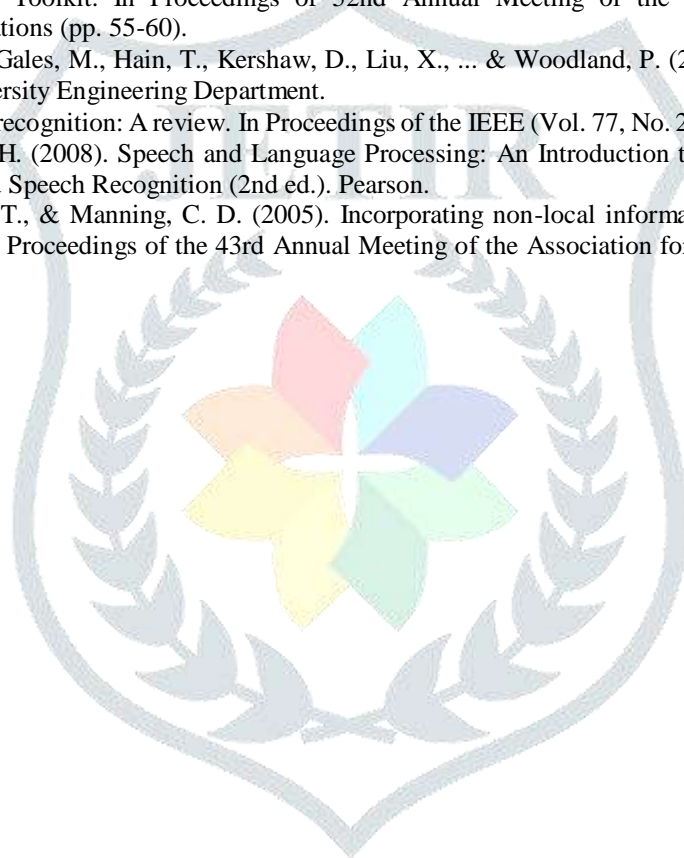 Toolkit. In Proceedings of 52nd Annual Meeting of the
tions (pp. 55-60).
Gales, M., Hain, T., Kershaw, D., Liu, X., ... & Woodland, P. (2
ersity Engineering Department.
recognition: A review. In Proceedings of the IEEE (Vol. 77, No. 2
H. (2008). Speech and Language Processing: An Introduction t
Speech Recognition (2nd ed.). Pearson.
T., & Manning, C. D. (2005). Incorporating non-local informa
Proceedings of the 43rd Annual Meeting of the Association for
JETIR